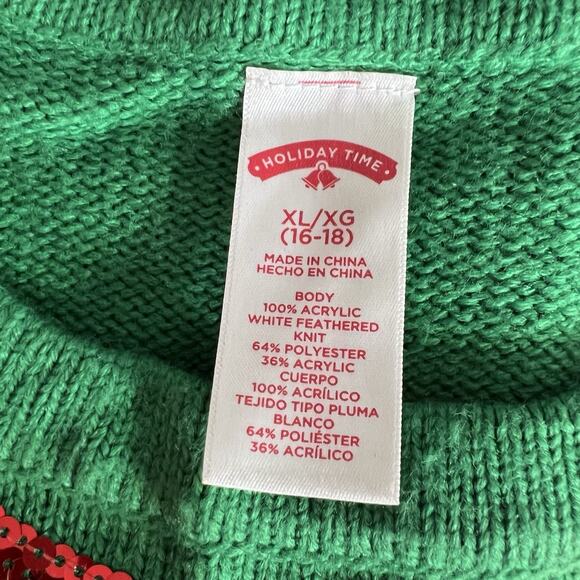 HOLIDAY TIME
XL/XG
(16-18)
MADE IN CHINA
HECHO EN CHINA
BODY
100% ACRYLIC
WHITE FEATHERED
KNIT
64% POLYESTER
36% ACRYLIC
CUERPO
100% ACRÍLICO
TEJIDO TIPO PLUMA
BLANCO
64% POLIÉSTER
36% ACRÍLICO